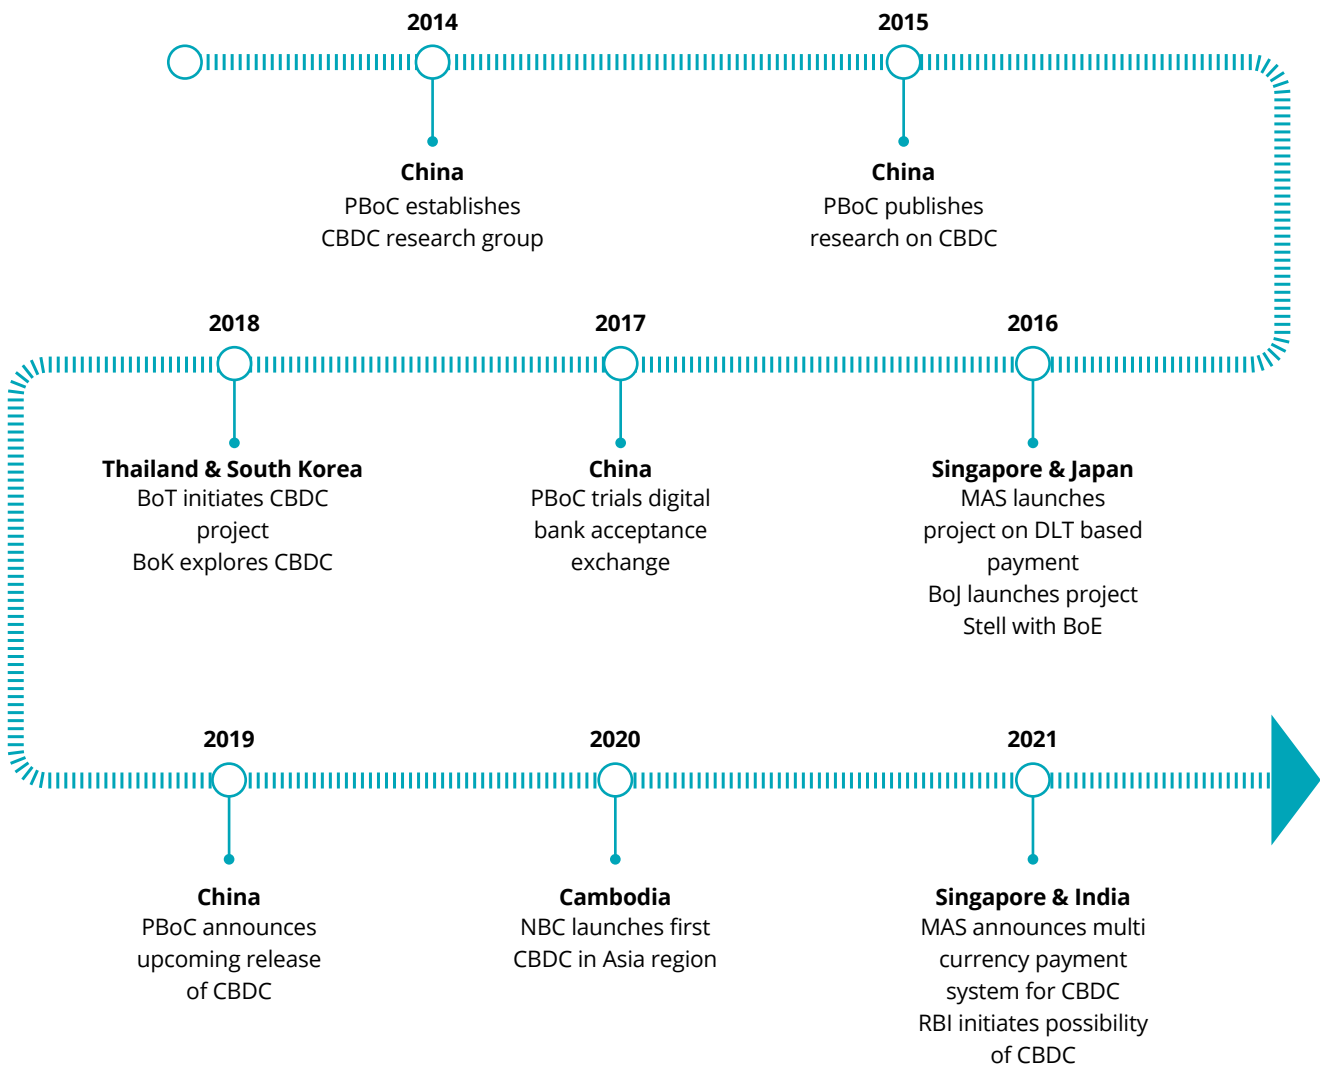 2014
China
PBoC establishes
CBDC research group
2015
China
PBoC publishes
research on CBDC
2016
Singapore & Japan
MAS launches
project on DLT based
payment
BoJ launches project
Stell with BoE
2017
China
PBoC trials digital
bank acceptance
exchange
2018
Thailand & South Korea
BoT initiates CBDC
project
BoK explores CBDC
2019
China
PBoC announces
upcoming release
of CBDC
2020
Cambodia
NBC launches first
CBDC in Asia region
2021
Singapore & India
MAS announces multi
currency payment
system for CBDC
RBI initiates possibility
of CBDC